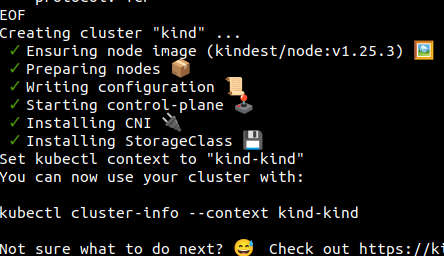 EOF
Creating cluster "kind" ...
✓ Ensuring node image (kindest/node:v1.25.3) 🖼
✓ Preparing nodes 📦
✓ Writing configuration 📜
✓ Starting control-plane 🕹️
✓ Installing CNI 🔌
✓ Installing StorageClass 💾
Set kubectl context to "kind-kind"
You can now use your cluster with:
kubectl cluster-info --context kind-kind
Not sure what to do next? 😅 Check out https://ki